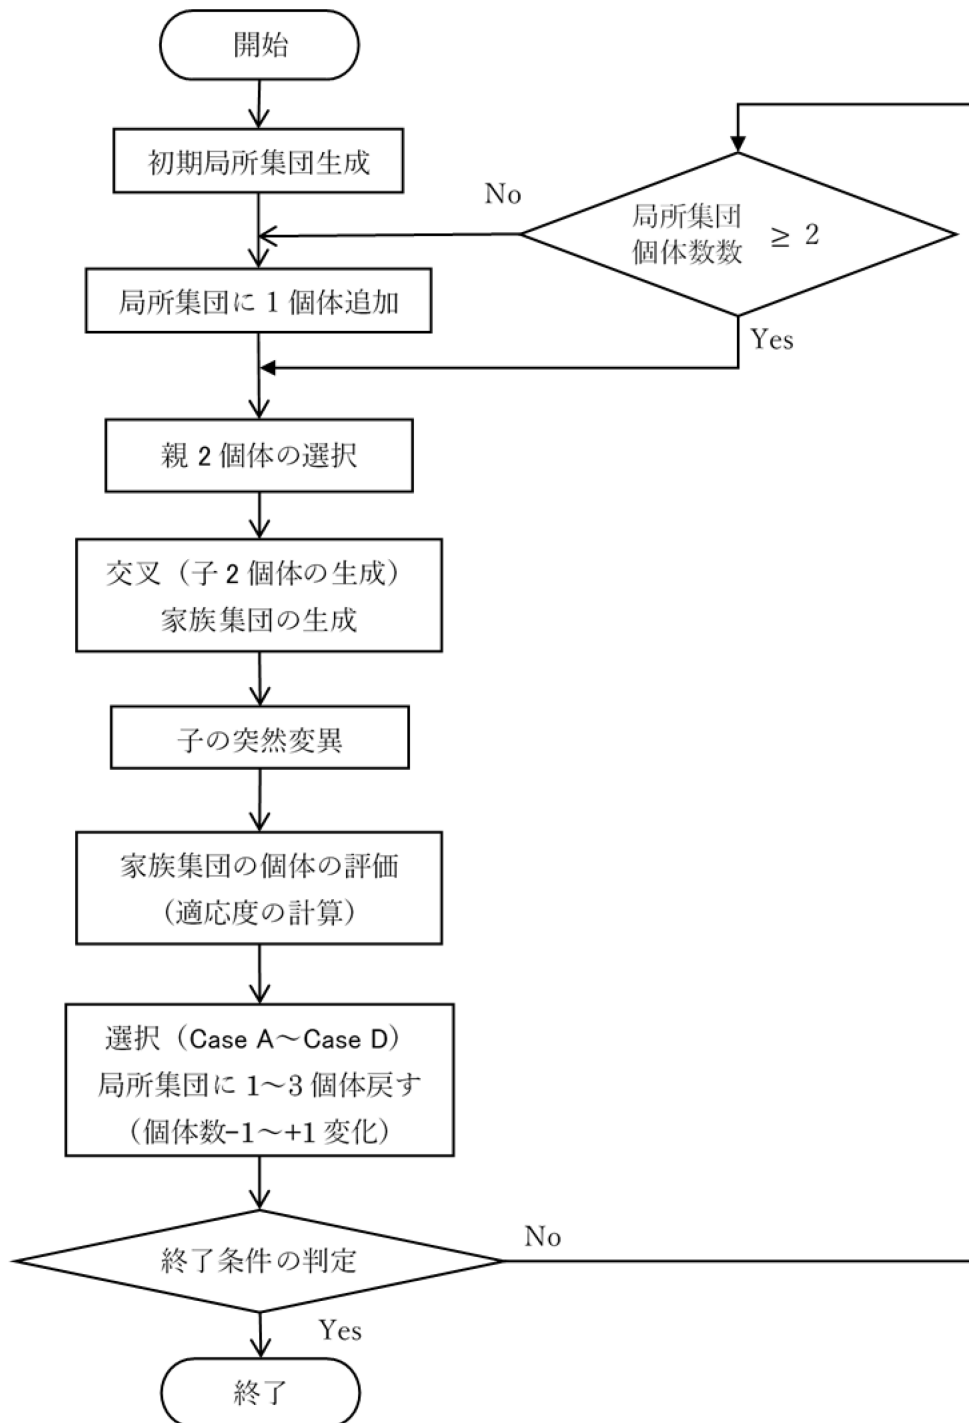 開始
初期局所集団生成
No
局所集団
個体数数 ≥ 2
局所集団に 1 個体追加
Yes
親 2 個体の選択
交叉（子 2 個体の生成）
家族集団の生成
子の突然変異
家族集団の個体の評価
（適応度の計算）
選択（Case A～Case D）
局所集団に 1～3 個体戻す
（個体数-1～+1 変化）
終了条件の判定
No
Yes
終了